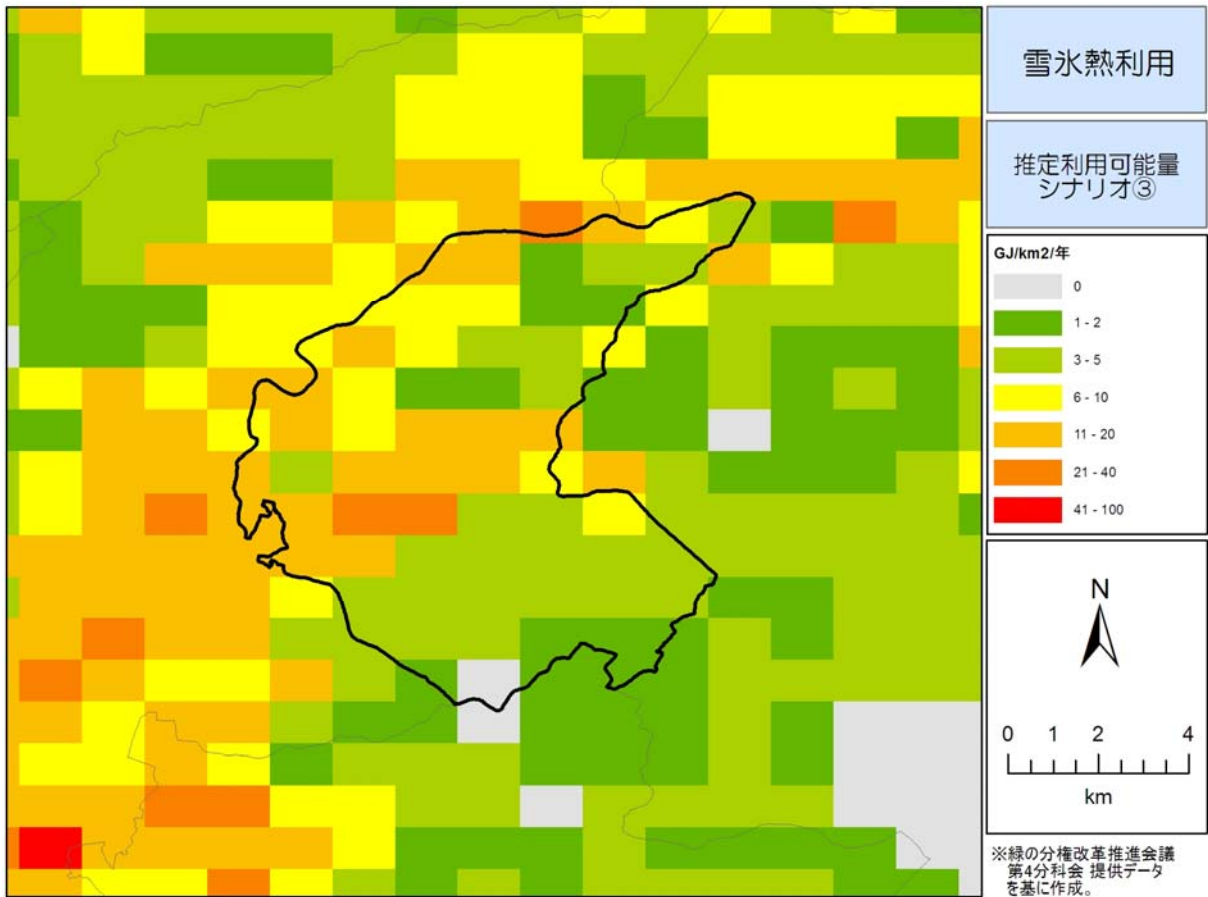 雪氷熱利用
推定利用可能量
シナリオ③
GJ/km2/年
0
1 - 2
3 - 5
6 - 10
11 - 20
21 - 40
41 - 100
N
0 1 2 4
km
※緑の分権改革推進会議
第4分科会 提供データ
を基に作成。